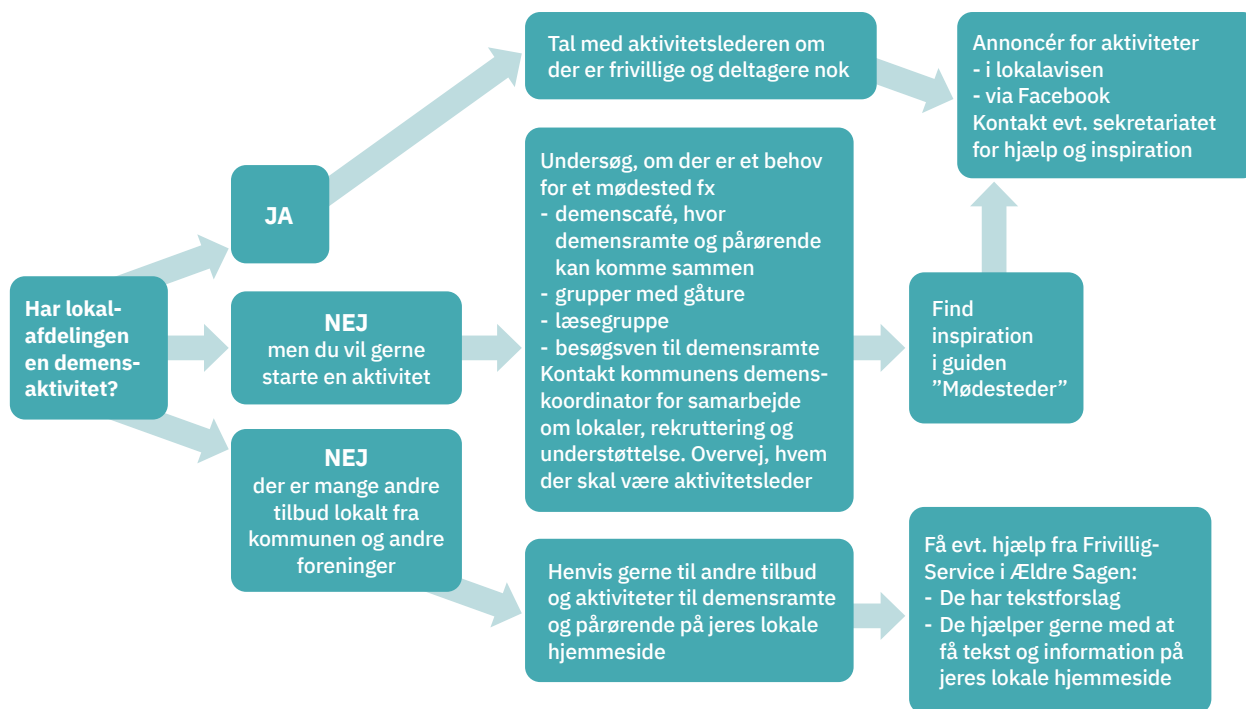 Har lokal-
afdelingen
en demens-
aktivitet?
JA
Tal med aktivitetslederen om
der er frivillige og deltagere nok
Annoncér for aktiviteter
- i lokalavisen
- via Facebook
Kontakt evt. sekretariatet
for hjælp og inspiration
NEJ
men du vil gerne
starte en aktivitet
Undersøg, om der er et behov
for et mødested fx
- demenscafé, hvor
demensramte og pårørende
kan komme sammen
- grupper med gåture
- læsegruppe
- besøgsven til demensramte
Kontakt kommunens demens-
koordinator for samarbejde
om lokaler, rekruttering og
understøttelse. Overvej, hvem
der skal være aktivitetsleder
Find
inspiration
i guiden
”Mødesteder”
NEJ
der er mange andre
tilbud lokalt fra
kommunen og andre
foreninger
Henvis gerne til andre tilbud
og aktiviteter til demensramte
og pårørende på jeres lokale
hjemmeside
Få evt. hjælp fra Frivillig-
Service i Ældre Sagen:
- De har tekstforslag
- De hjælper gerne med at
få tekst og information på
jeres lokale hjemmeside